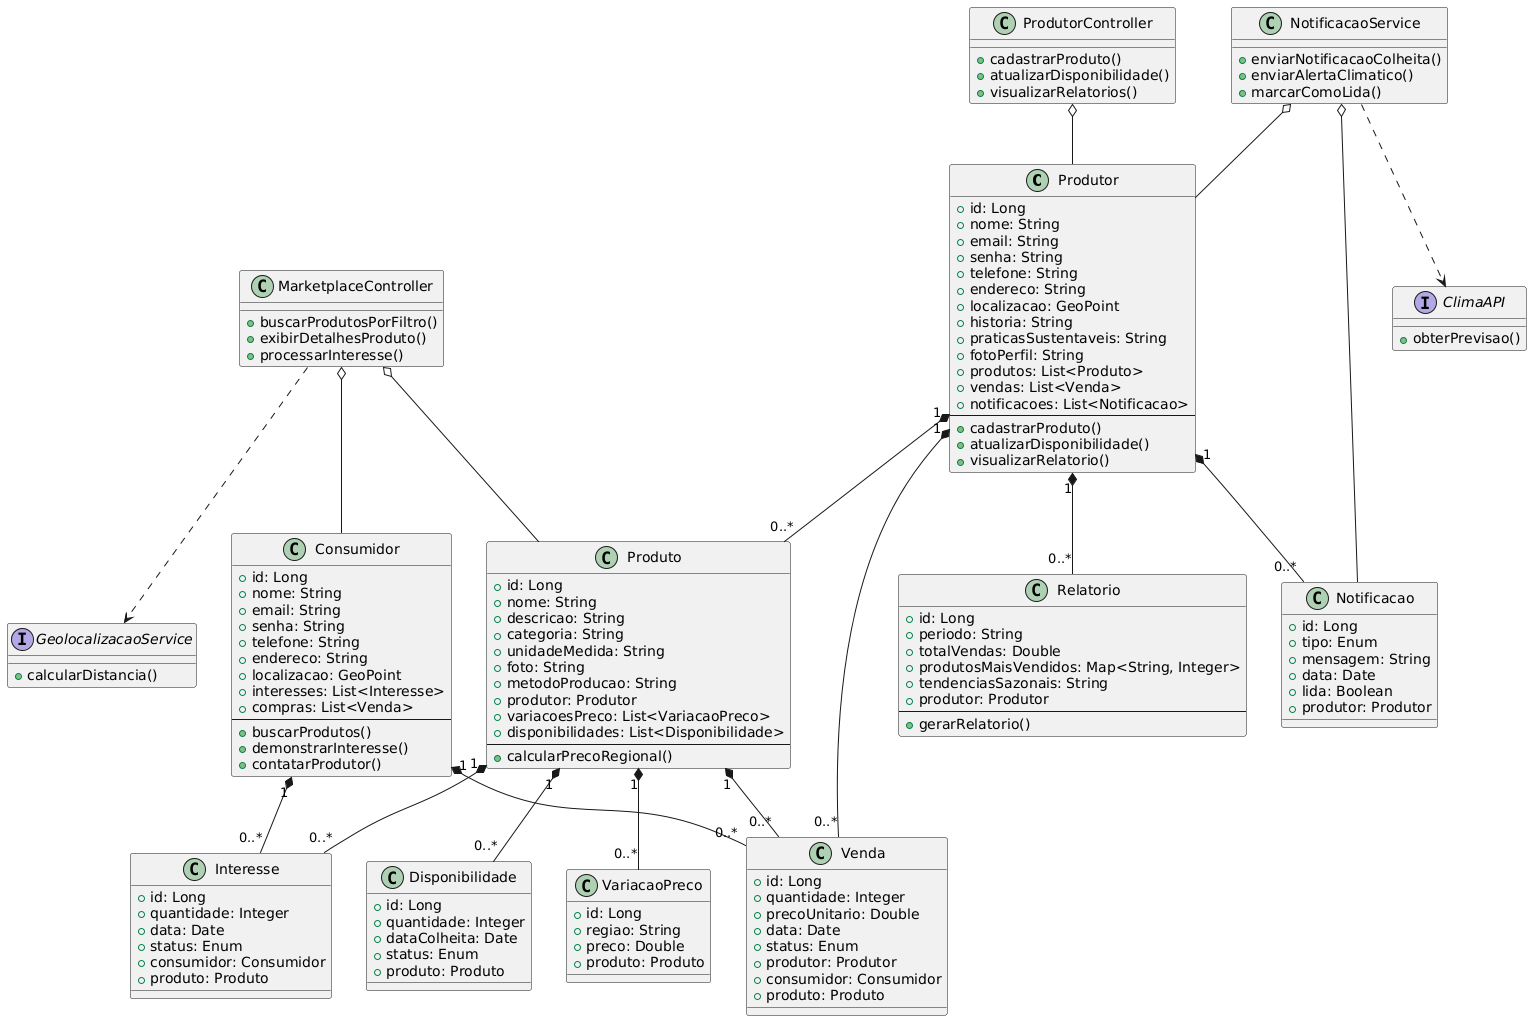 C ProdutorController
cadastrarProduto()
atualizarDisponibilidade()
visualizarRelatorios()
C NotificacaoService
enviarNotificacaoColheita()
enviarAlertaClimatico()
marcarComoLida()
C Produtor
id: Long
nome: String
email: String
senha: String
telefone: String
endereco: String
localizacao: GeoPoint
historia: String
praticasSustentaveis: String
fotoPerfil: String
produtos: List<Produto>
vendas: List<Venda>
notificacoes: List<Notificacao>
cadastrarProduto()
atualizarDisponibilidade()
visualizarRelatorio()
C MarketplaceController
buscarProdutosPorFiltro()
exibirDetalhesProduto()
processarInteresse()
I ClimaAPI
obterPrevisao()
1
1
1
1
0..*
0..*
0..*
0..*
I GeolocalizacaoService
calcularDistancia()
C Consumidor
id: Long
nome: String
email: String
senha: String
telefone: String
endereco: String
localizacao: GeoPoint
interesses: List<Interesse>
compras: List<Venda>
buscarProdutos()
demonstrarInteresse()
contatarProdutor()
C Produto
id: Long
nome: String
descricao: String
categoria: String
unidadeMedida: String
foto: String
metodoProducao: String
produtor: Produtor
variacoesPreco: List<VariacaoPreco>
disponibilidades: List<Disponibilidade>
calcularPrecoRegional()
C Relatorio
id: Long
periodo: String
totalVendas: Double
produtosMaisVendidos: Map<String, Integer>
tendenciasSazonais: String
produtor: Produtor
gerarRelatorio()
C Notificacao
id: Long
tipo: Enum
mensagem: String
data: Date
lida: Boolean
produtor: Produtor
1
1
1
1
1
1
0..*
0..*
0..*
0..*
0..*
0..*
C Interesse
id: Long
quantidade: Integer
data: Date
status: Enum
consumidor: Consumidor
produto: Produto
C Disponibilidade
id: Long
quantidade: Integer
dataColheita: Date
status: Enum
produto: Produto
C VariacaoPreco
id: Long
regiao: String
preco: Double
produto: Produto
C Venda
id: Long
quantidade: Integer
precoUnitario: Double
data: Date
status: Enum
produtor: Produtor
consumidor: Consumidor
produto: Produto